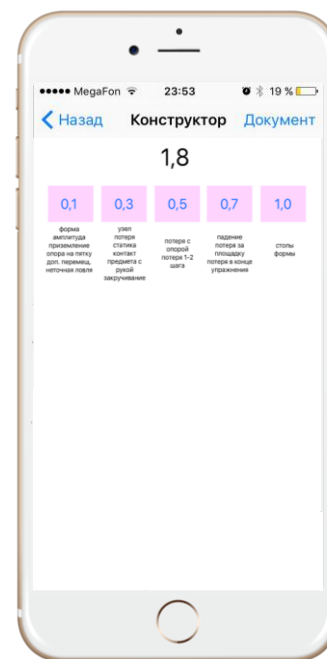 MegaFon 23:53 19 %
Назад Конструктор Документ
1,8
0,1 0,3 0,5 0,7 1,0
форма
амплитуда
приземление
опора на пятку
доп. перемещ.
неточная ловля
узел
потеря
статика
контакт
предмета с
рукой
закручивание
потеря с
опорой
потеря 1-2
шага
падение
потеря за
площадку
потеря в конце
упражнения
стопы
формы